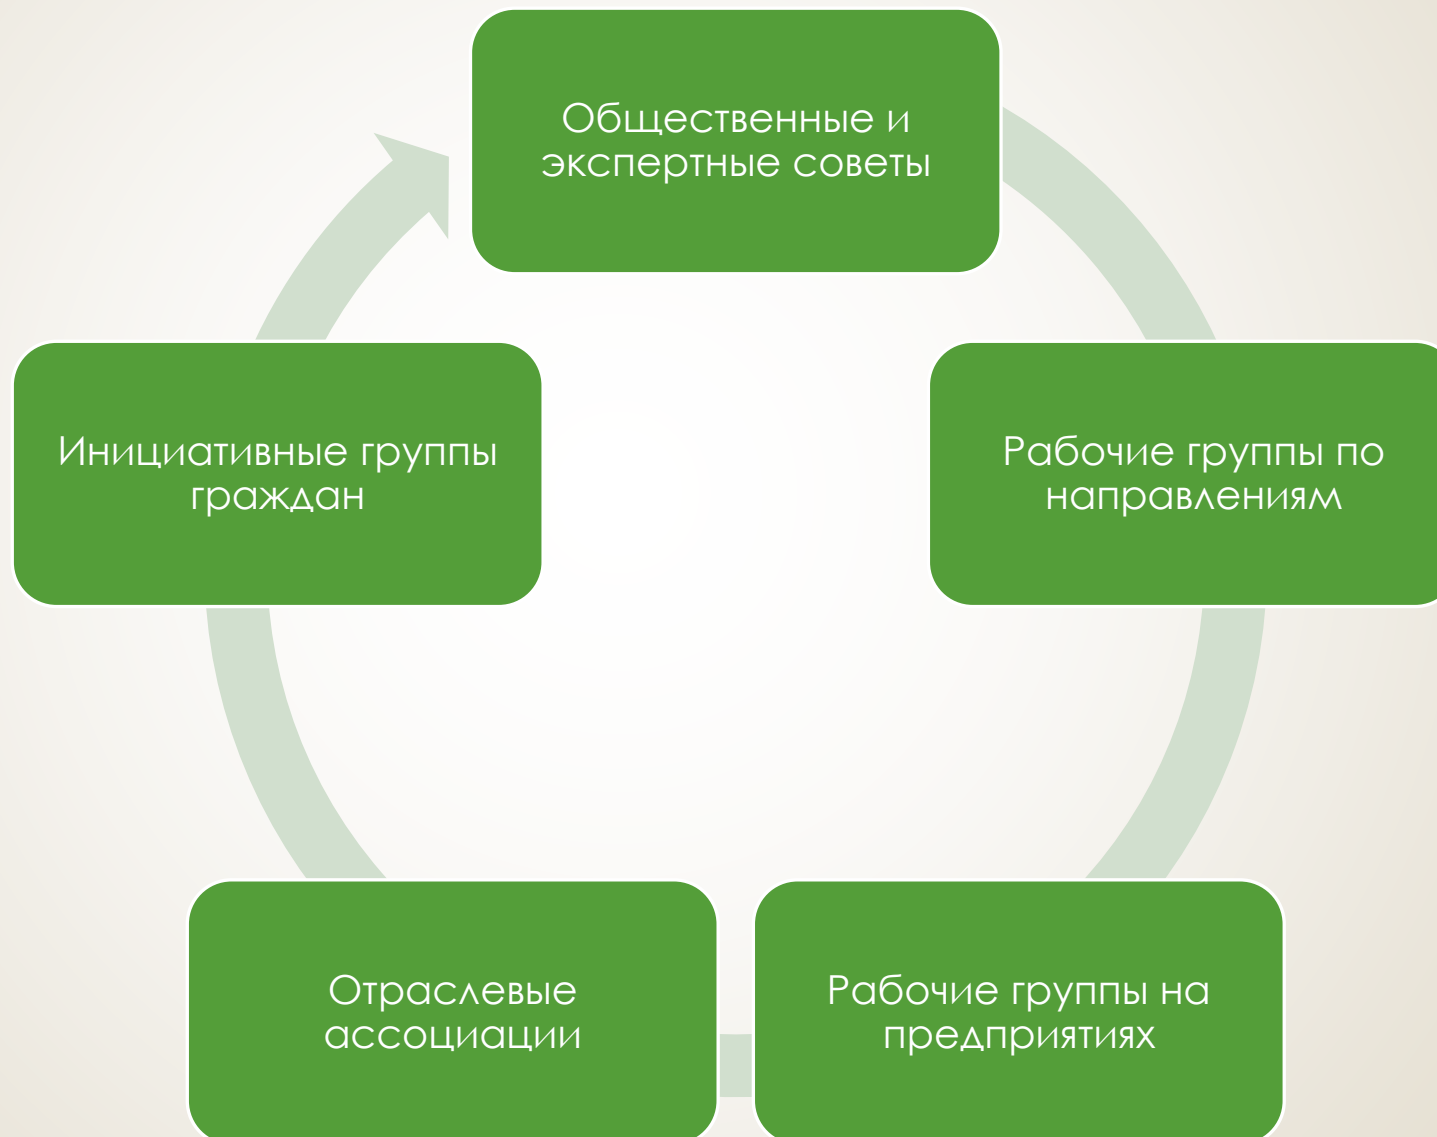 Общественные и
экспертные советы
Рабочие группы по
направлениям
Рабочие группы на
предприятиях
Отраслевые
ассоциации
Инициативные группы
граждан